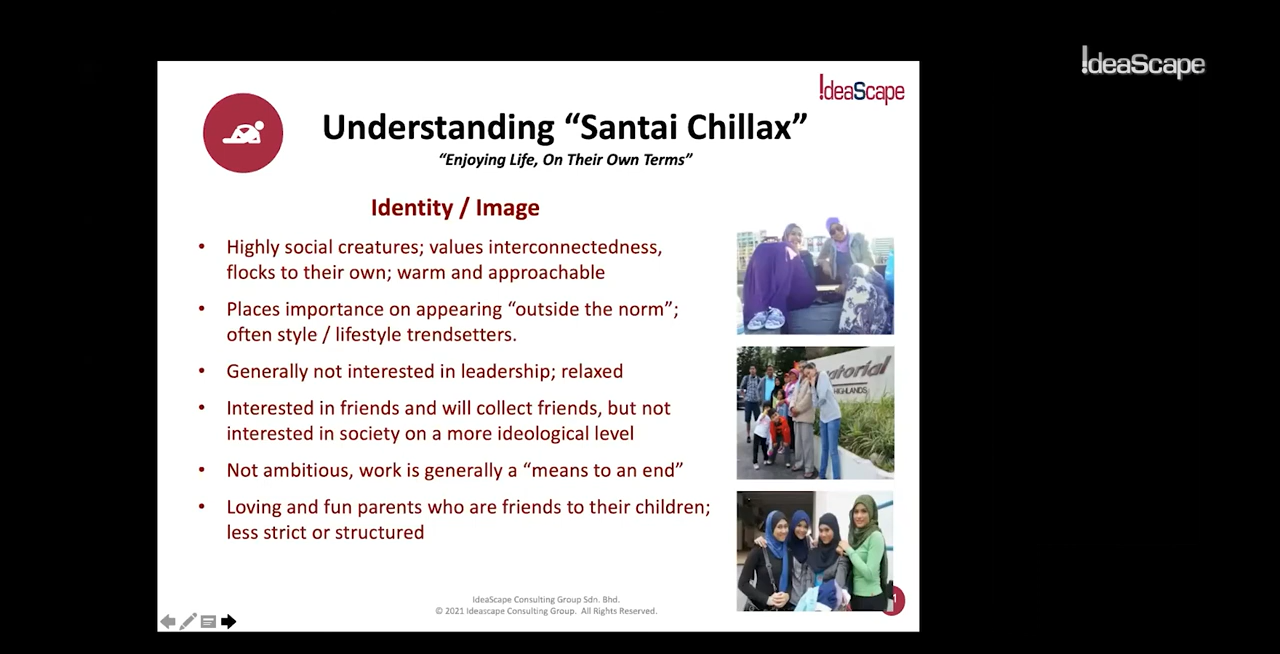 !deaScape
!deaScape
Understanding “Santai Chillax”
“Enjoying Life, On Their Own Terms”
Identity / Image
• Highly social creatures; values interconnectedness,
flocks to their own; warm and approachable
• Places importance on appearing “outside the norm”;
often style / lifestyle trendsetters.
• Generally not interested in leadership; relaxed
• Interested in friends and will collect friends, but not
interested in society on a more ideological level
• Not ambitious, work is generally a “means to an end”
• Loving and fun parents who are friends to their children;
less strict or structured
HIGHLANDS
IdeaScape Consulting Group Sdn. Bhd.
© 2021 Ideascape Consulting Group. All Rights Reserved.